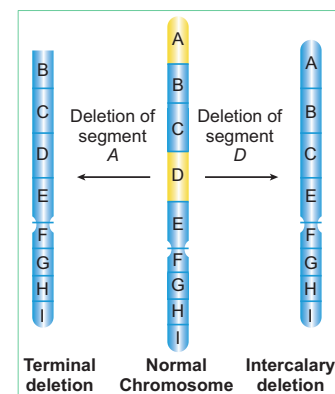 B
C
D
E
F
G
H
I
Deletion of
segment
A
A
B
C
D
E
F
G
H
I
Deletion of
segment
D
A
B
C
E
F
G
H
I
Terminal
deletion
Normal
Chromosome
Intercalary
deletion